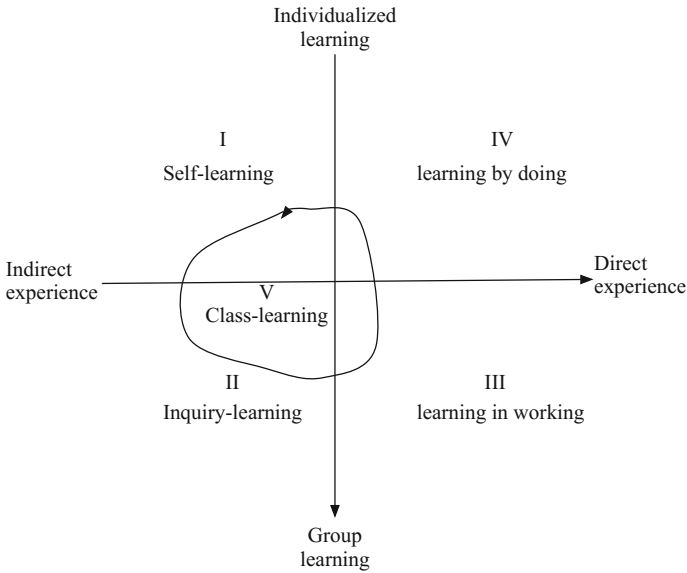 Individualized
learning
I
IV
Self-learning
learning by doing
Indirect
experience
Direct
experience
V
Class-learning
II
III
Inquiry-learning
learning in working
Group
learning